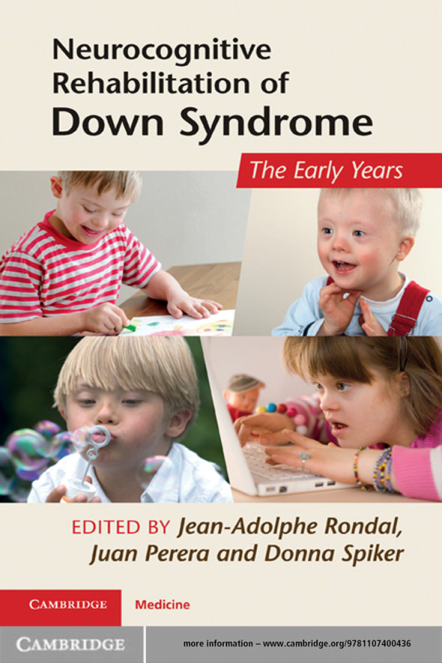 Neurocognitive
Rehabilitation of
Down Syndrome
The Early Years
EDITED BY Jean-Adolphe Rondal,
Juan Perera and Donna Spiker
CAMBRIDGE Medicine
CAMBRIDGE more information – www.cambridge.org/9781107400436